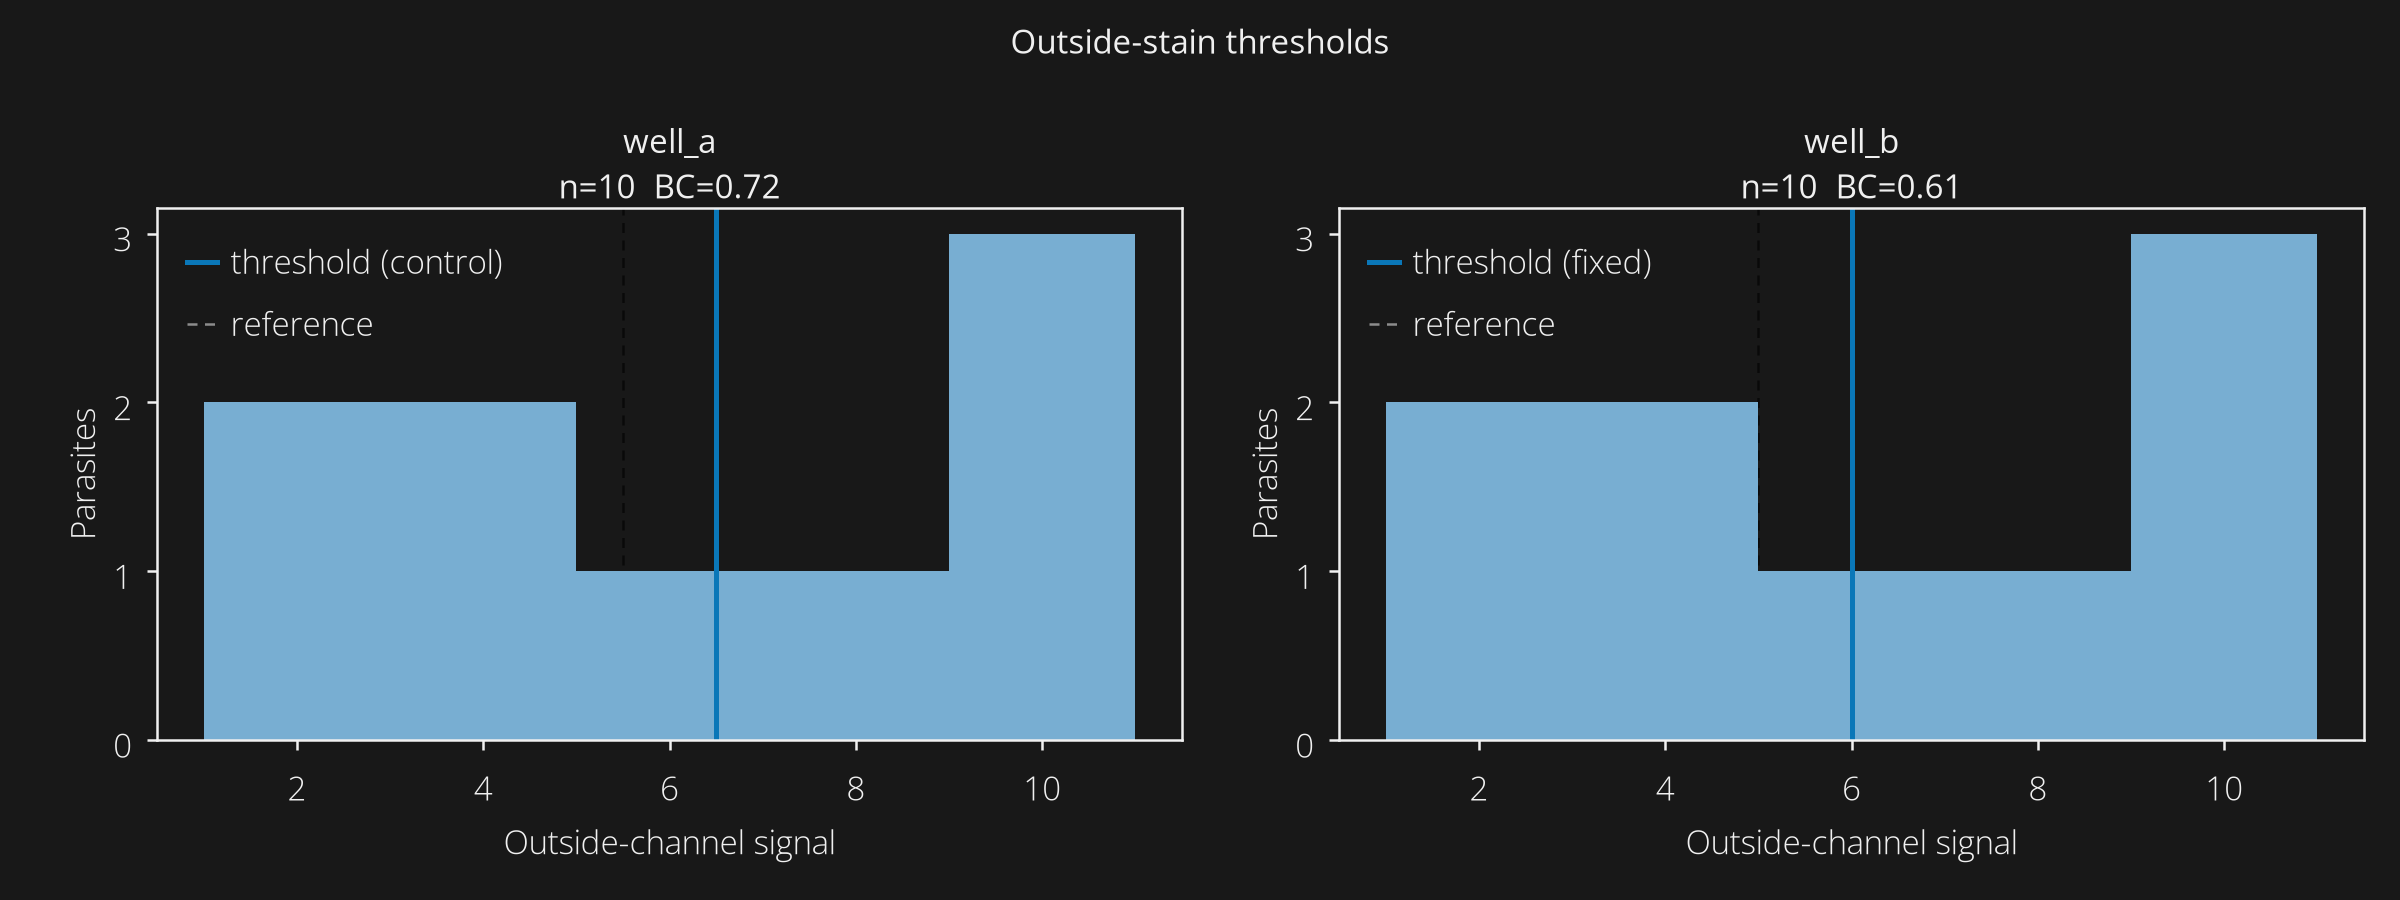 Outside-stain thresholds
well_a
n=10  BC=0.72
threshold (control)
reference
Parasites
3
2
1
0
2
4
6
8
10
Outside-channel signal
well_b
n=10  BC=0.61
threshold (fixed)
reference
Parasites
3
2
1
0
2
4
6
8
10
Outside-channel signal